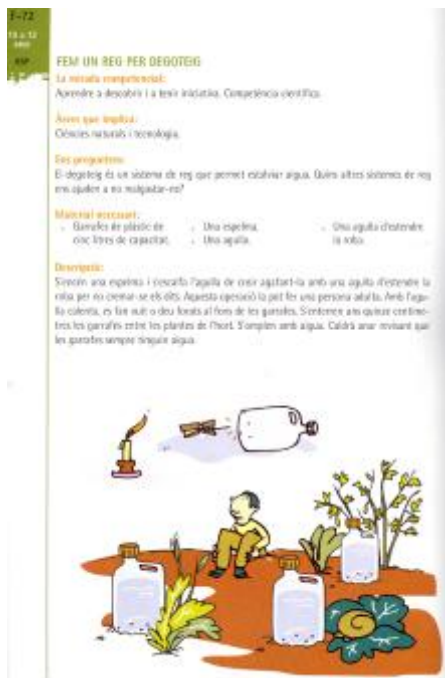 F-72
10 a 12
anys
FEM UN REG PER DEGOTEIG
La mirada competencial:
Aprendre a descobrir i a tenir iniciativa. Competència científica.
Àrees que implica:
Ciències naturals i tecnologia.
Ens preguntem:
El degoteig és un sistema de reg que permet estalviar aigua. Quins altres sistemes de reg
ens ajuden a no malgastar-ne?
Material necessari:
Garrafes de plàstic de
cinc litres de capacitat.
Una espelma.
Una agulla.
Una agulla d'estendre
la roba.
Descripció:
S'encén una espelma i s'escalfa l'agulla de cosir agafant-la amb una agulla d'estendre la
roba per no cremar-se els dits. Aquesta operació la pot fer una persona adulta. Amb l'agu-
lla calenta, es fan vuit o deu forats al fons de les garrafes. S'enterren uns quinze centíme-
tres les garrafes entre les plantes de l'hort. S'omplen amb aigua. Caldrà anar revisant que
les garrafes sempre tinguin aigua.